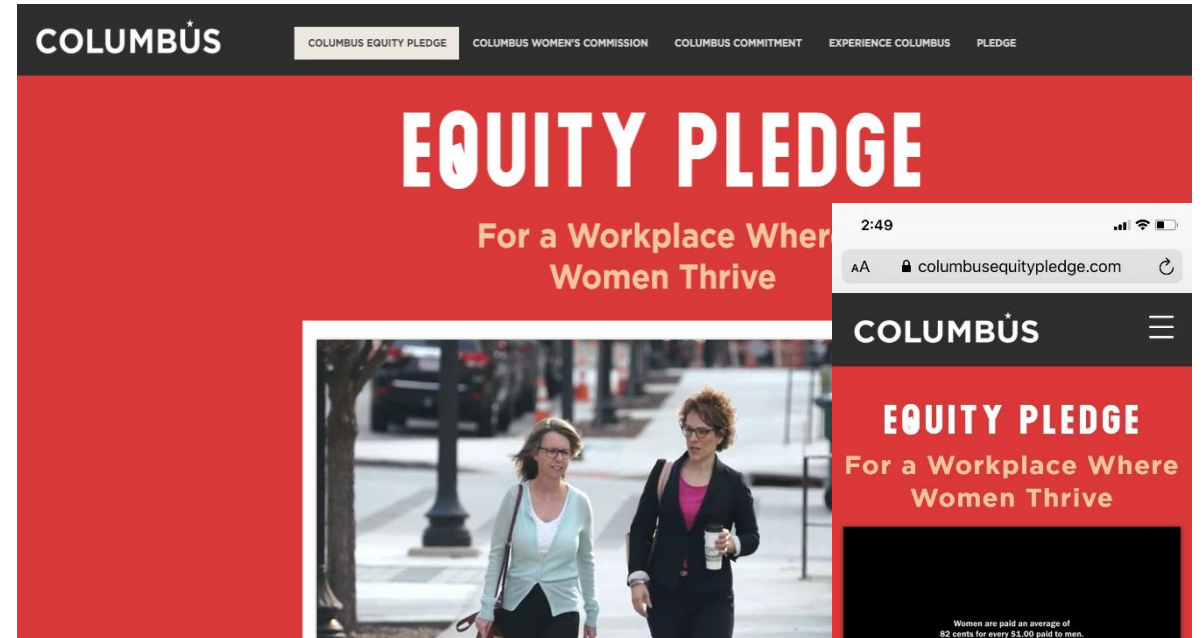 COLUMBUS
COLUMBUS EQUITY PLEDGE COLUMBUS WOMEN'S COMMISSION COLUMBUS COMMITMENT EXPERIENCE COLUMBUS PLEDGE
EQUITY PLEDGE
For a Workplace Wher
Women Thrive
2:49
AA columbusequitypledge.com
COLUMBUS
EQUITY PLEDGE
For a Workplace Where
Women Thrive
Women are paid an average of
82 cents for every $1.00 paid to men.